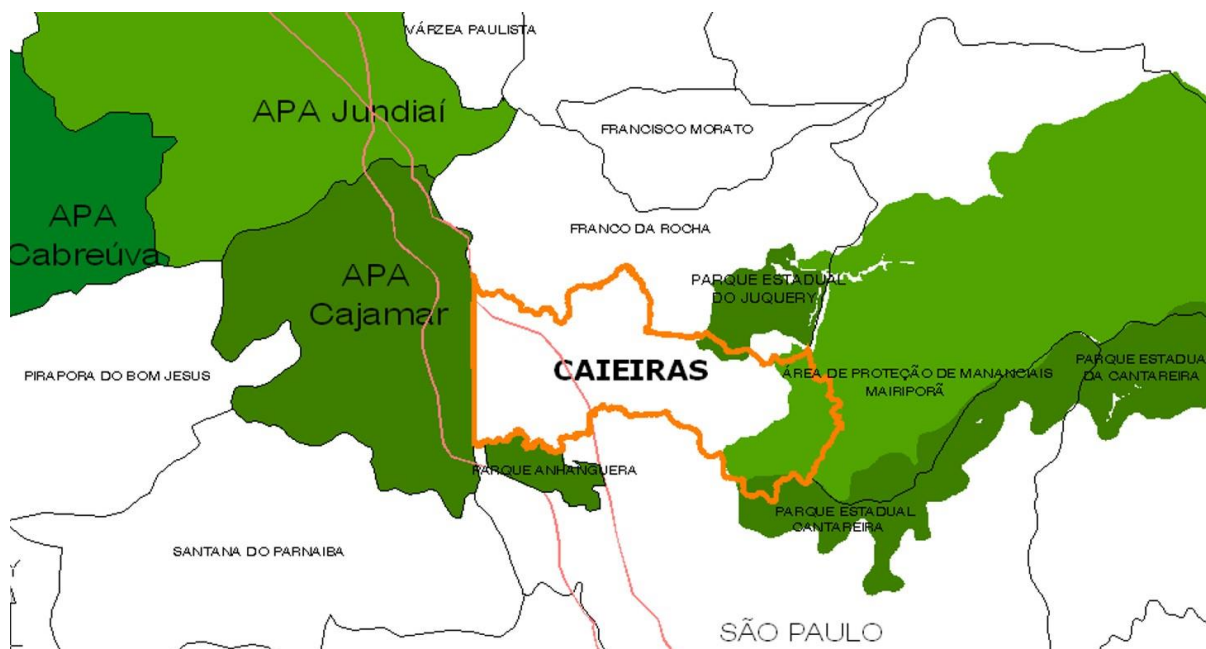 VÁRZEA PAULISTA
APA Jundiaí
FRANCISCO MORATO
APA
Cabreúva
FRANCO DA ROCHA
APA
Cajamar
PARQUE ESTADUAL
DO JUQUERY
CAIEIRAS
PIRAPORA DO BOM JESUS
ÁREA DE PROTEÇÃO DE MANANCIAIS
MAIRIPORÃ
PARQUE ESTADUA
DA CANTAREIRA
PARQUE ANHANGUERA
PARQUE ESTADUAL
CANTAREIRA
SANTANA DO PARNAIBA
SÃO PAULO